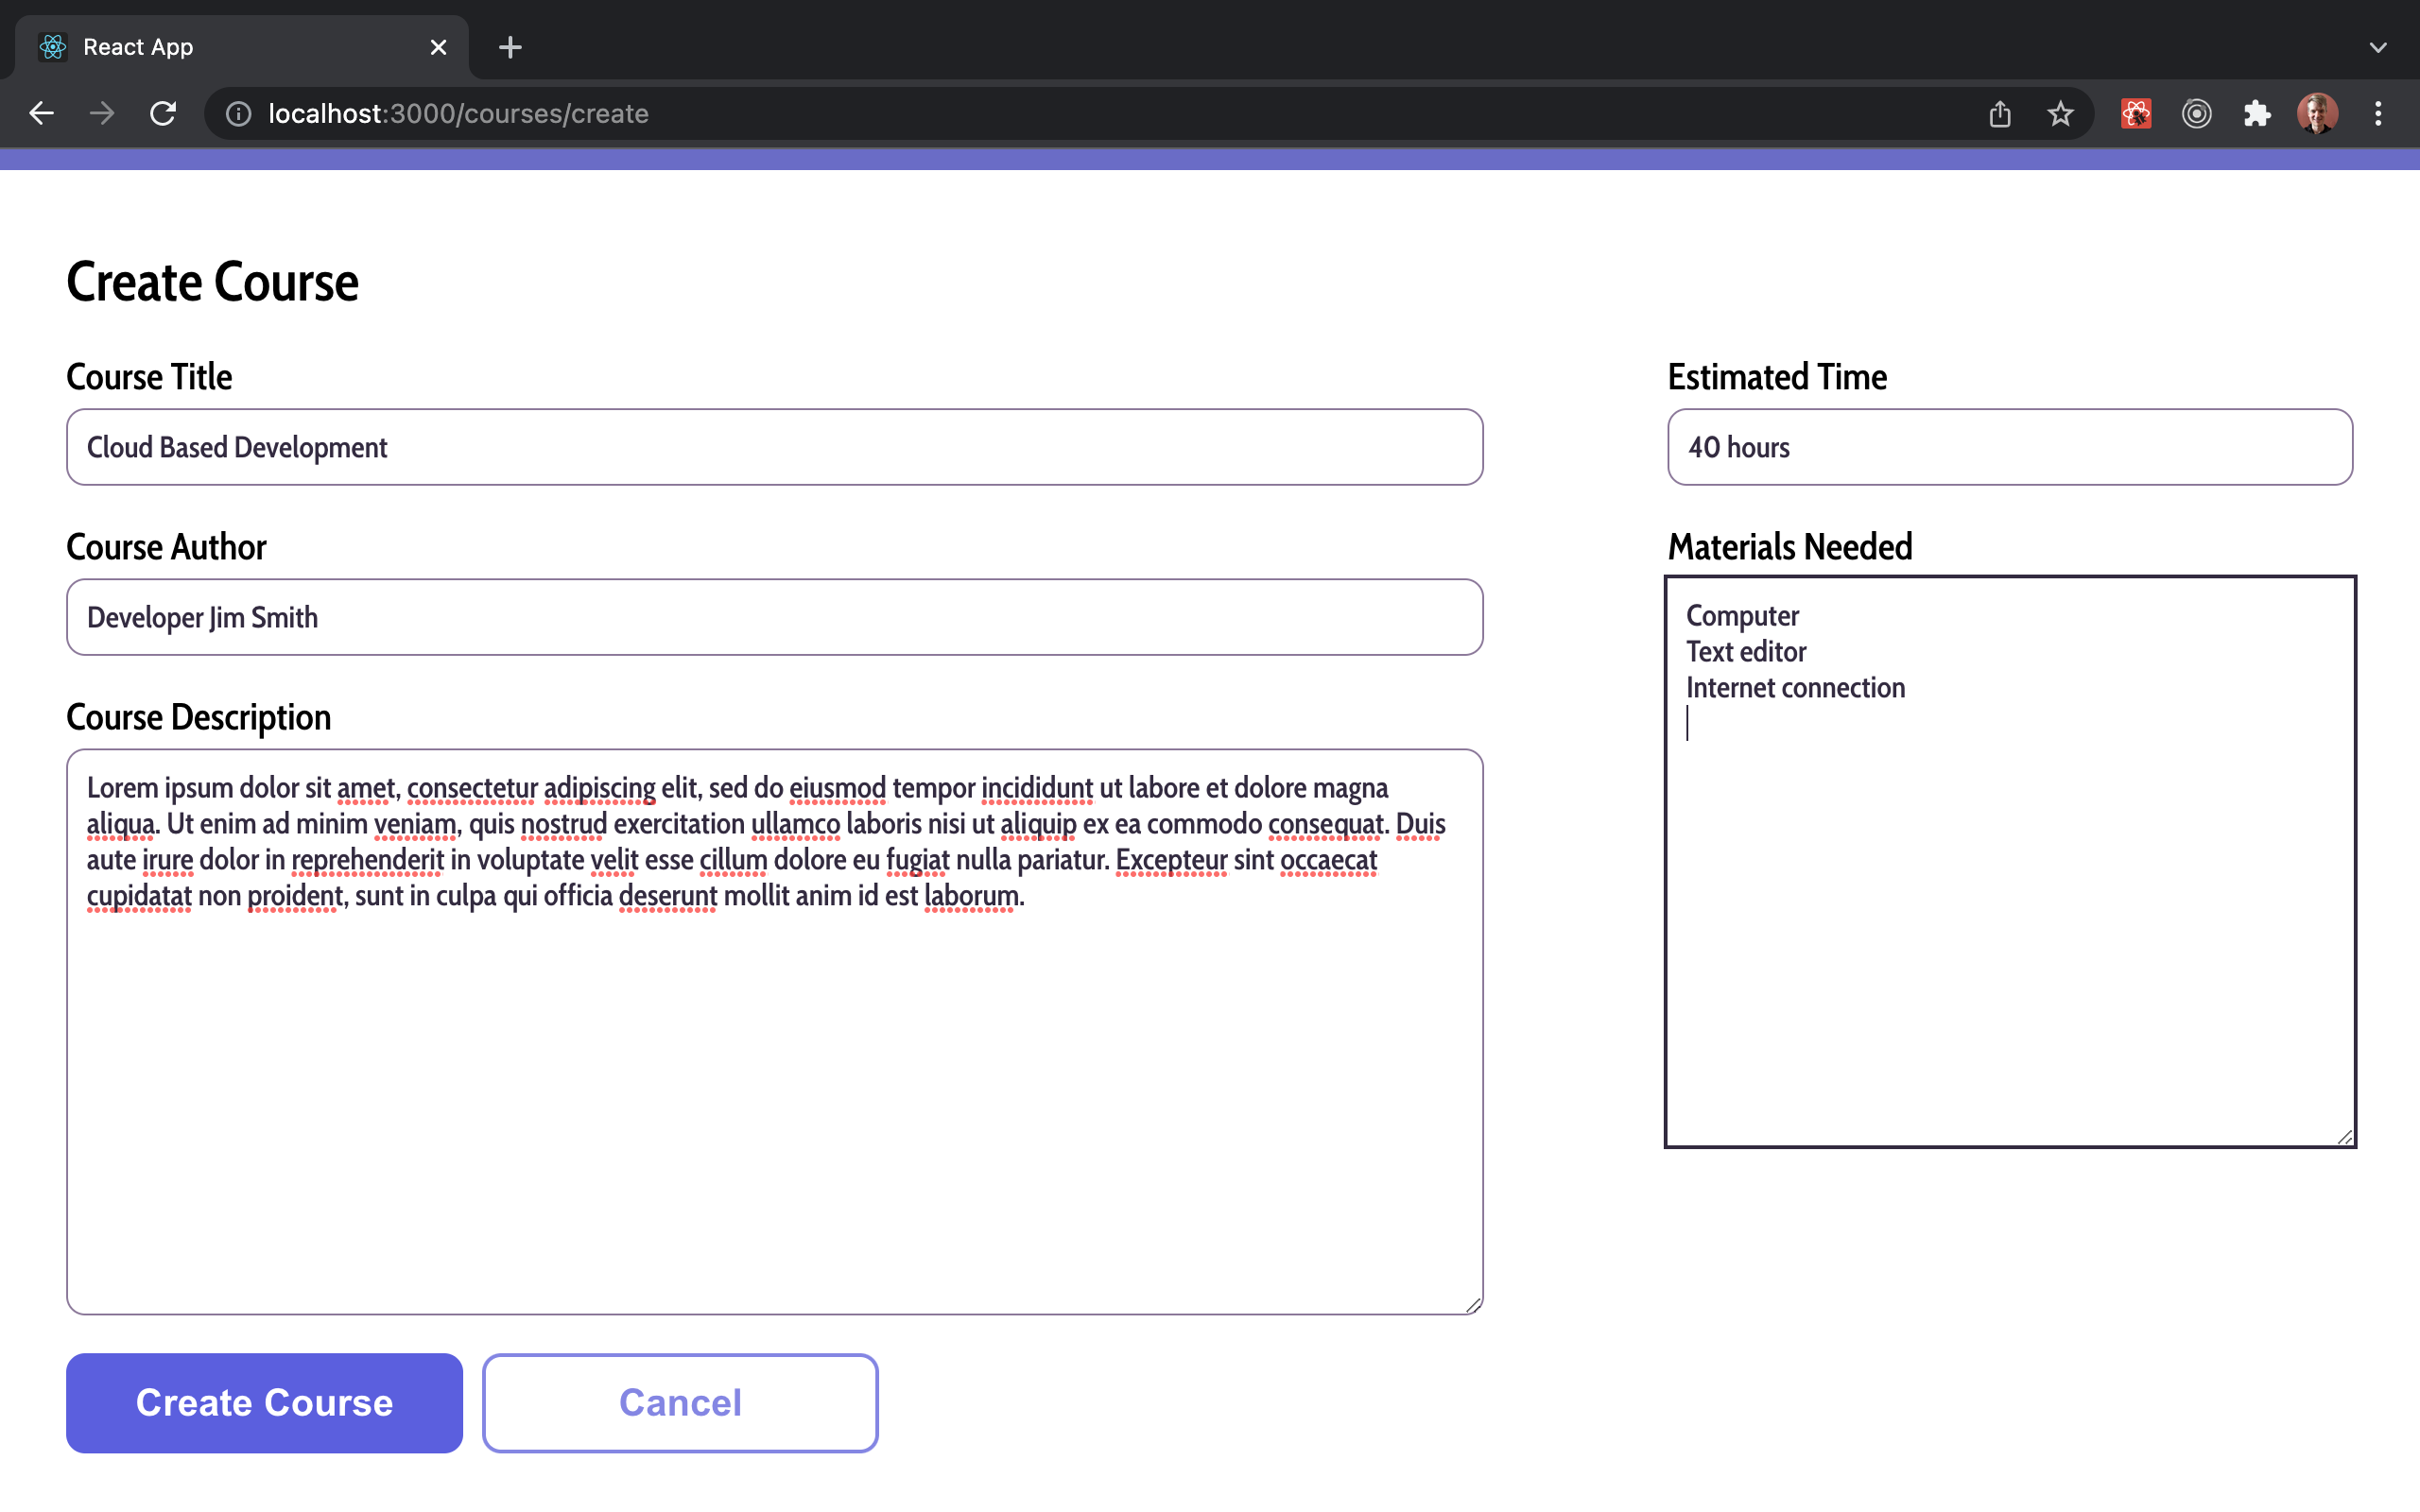 React App
localhost:3000/courses/create
Create Course
Course Title
Cloud Based Development
Course Author
Developer Jim Smith
Course Description
Lorem ipsum dolor sit amet, consectetur adipiscing elit, sed do eiusmod tempor incididunt ut labore et dolore magna
aliqua. Ut enim ad minim veniam, quis nostrud exercitation ullamco laboris nisi ut aliquip ex ea commodo consequat. Duis
aute irure dolor in reprehenderit in voluptate velit esse cillum dolore eu fugiat nulla pariatur. Excepteur sint occaecat
cupidatat non proident, sunt in culpa qui officia deserunt mollit anim id est laborum.
Estimated Time
40 hours
Materials Needed
Computer
Text editor
Internet connection
Create Course
Cancel